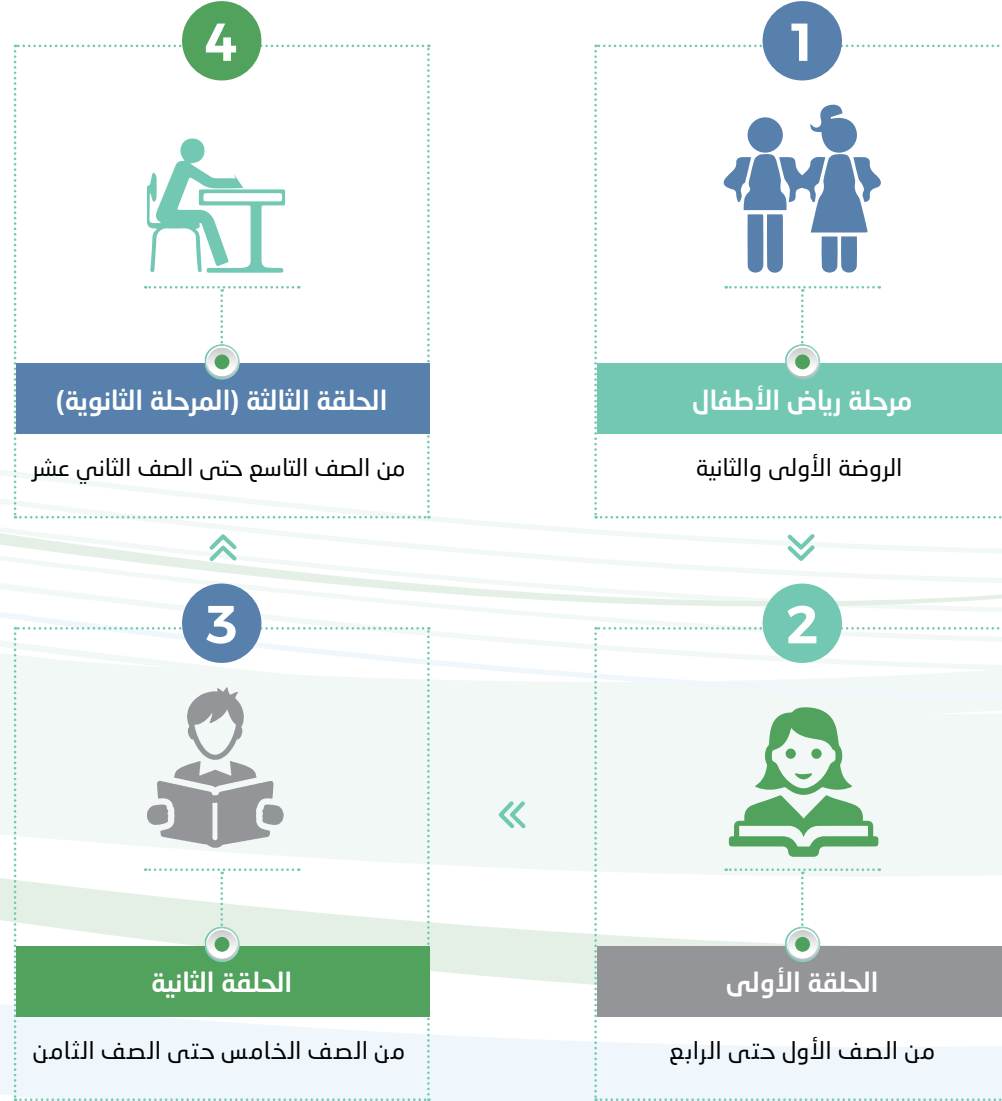 1
مرحلة رياض الأطفال
الروضة الأولى والثانية
2
الحلقة الأولى
من الصف الأول حتى الرابع
3
الحلقة الثانية
من الصف الخامس حتى الصف الثامن
4
الحلقة الثالثة (المرحلة الثانوية)
من الصف التاسع حتى الصف الثاني عشر